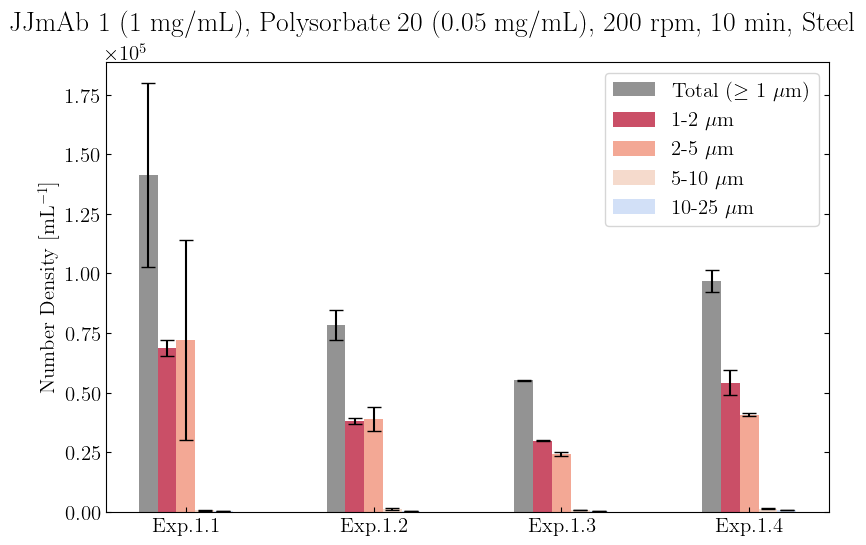 JJmAb 1 (1 mg/mL), Polysorbate 20 (0.05 mg/mL), 200 rpm, 10 min, Steel
×10⁵
Total (≥ 1 μm)
1-2 μm
2-5 μm
5-10 μm
10-25 μm
Number Density [mL⁻¹]
1.75
1.50
1.25
1.00
0.75
0.50
0.25
0.00
Exp.1.1 Exp.1.2 Exp.1.3 Exp.1.4